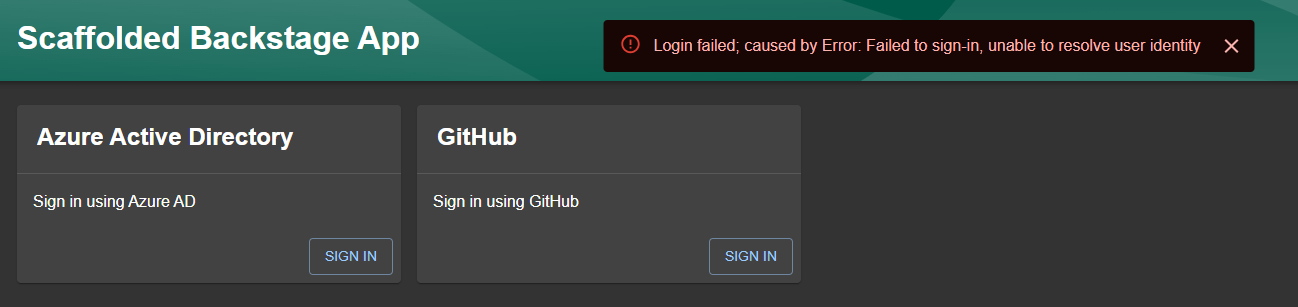 Scaffolded Backstage App
Login failed; caused by Error: Failed to sign-in, unable to resolve user identity
Azure Active Directory
Sign in using Azure AD
SIGN IN
GitHub
Sign in using GitHub
SIGN IN